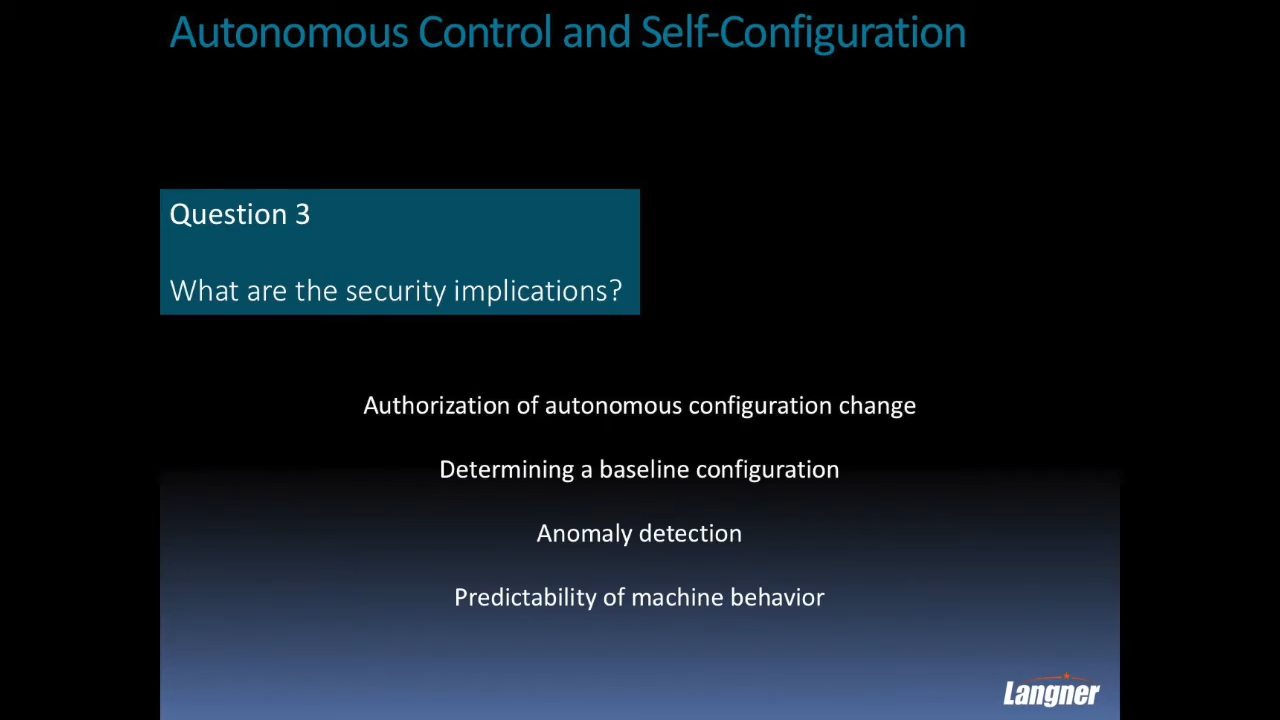 Autonomous Control and Self-Configuration
Question 3
What are the security implications?
Authorization of autonomous configuration change
Determining a baseline configuration
Anomaly detection
Predictability of machine behavior
Langner